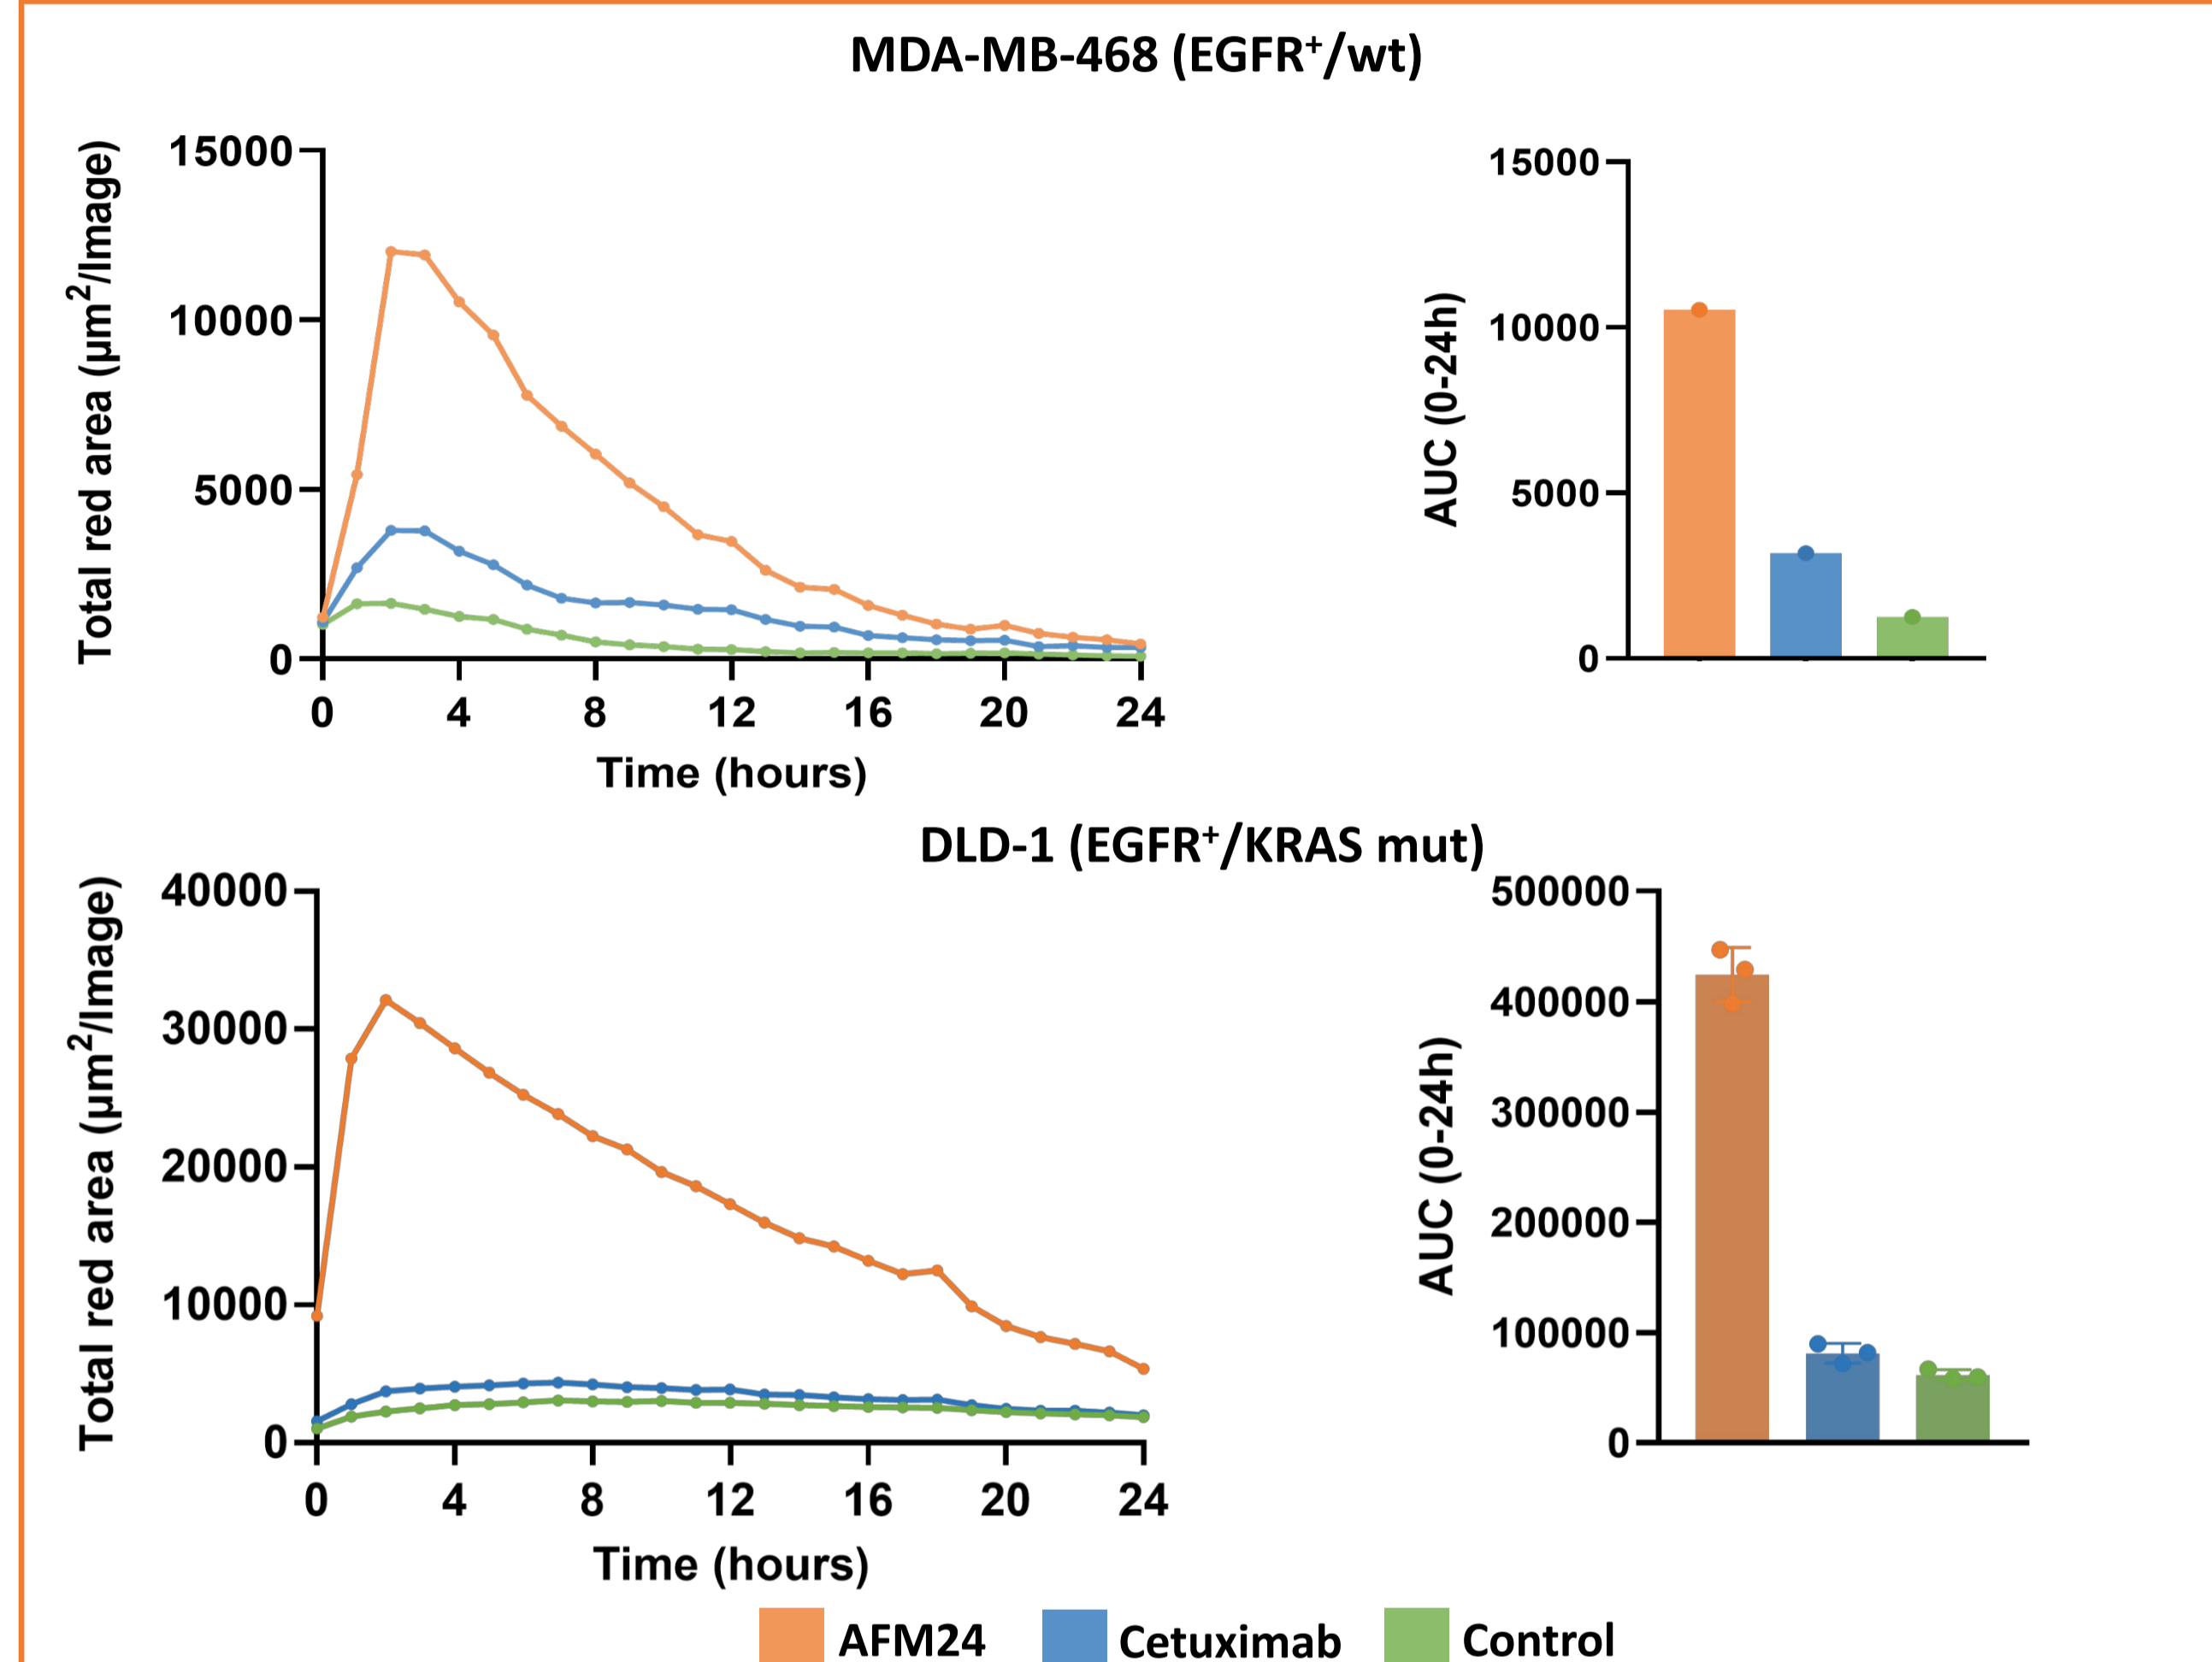 MDA-MB-468 (EGFR⁺/wt)
Total red area (µm²/Image)
15000
10000
5000
0
0 4 8 12 16 20 24
Time (hours)
AUC (0-24h)
15000
10000
5000
0
DLD-1 (EGFR⁺/KRAS mut)
Total red area (µm²/Image)
40000
30000
20000
10000
0
0 4 8 12 16 20 24
Time (hours)
AUC (0-24h)
500000
400000
300000
200000
100000
0
AFM24 Cetuximab Control